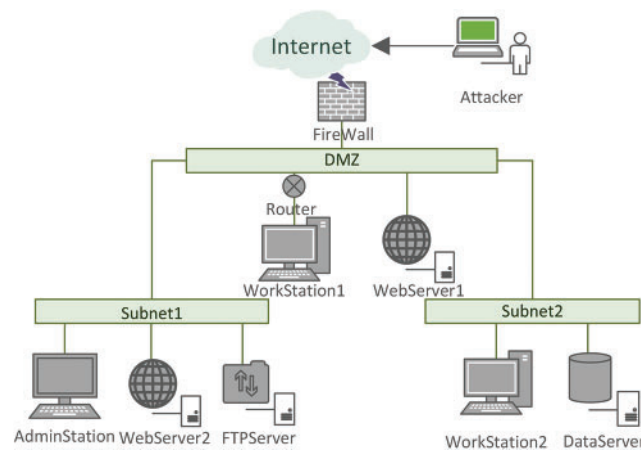 Internet
Attacker
FireWall
DMZ
Router
WorkStation1
WebServer1
Subnet1
Subnet2
AdminStation
WebServer2
FTPServer
WorkStation2
DataServer